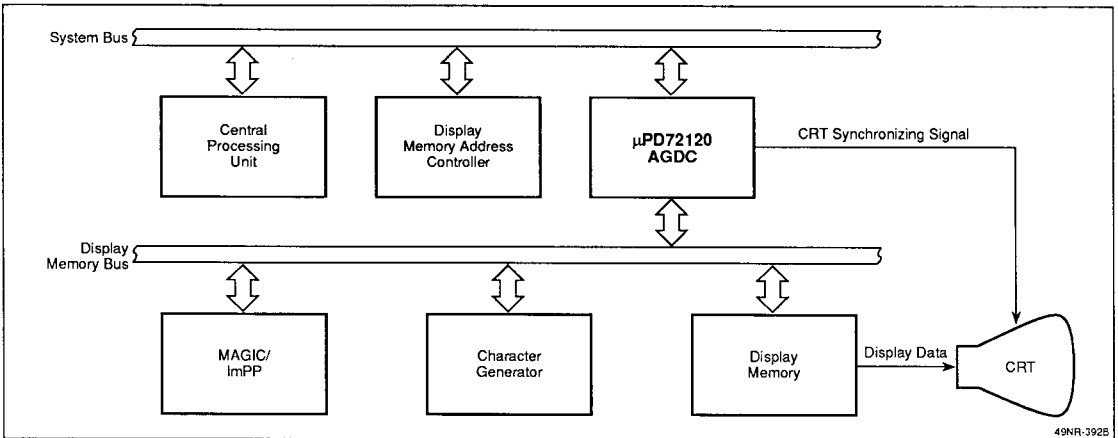 System Bus
Central
Processing
Unit
Display
Memory Address
Controller
μPD72120
AGDC
CRT Synchronizing Signal
Display
Memory Bus
MAGIC/
ImPP
Character
Generator
Display
Memory
Display Data
CRT
49NR-392B